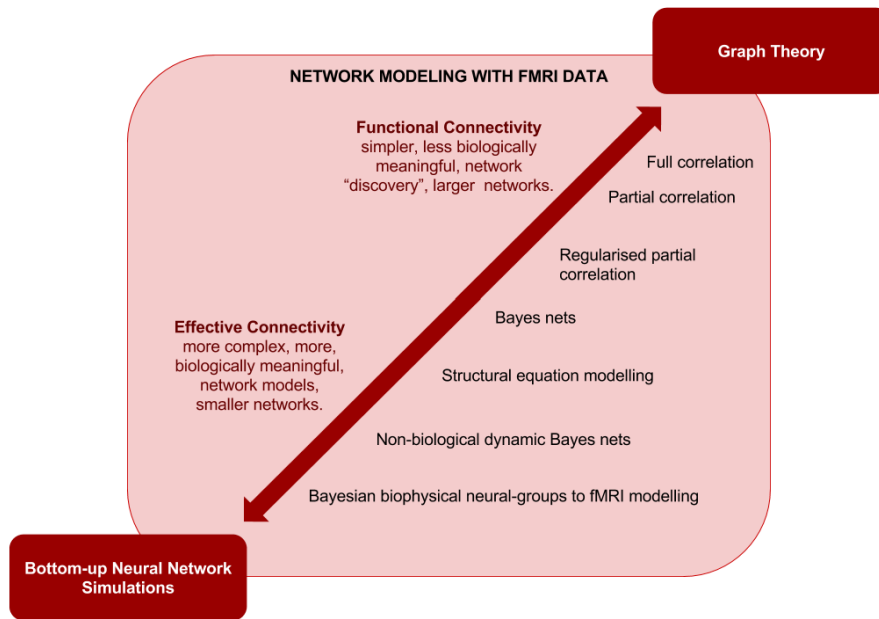 Graph Theory
NETWORK MODELING WITH FMRI DATA
Functional Connectivity
simpler, less biologically
meaningful, network
“discovery”, larger networks.
Full correlation
Partial correlation
Regularised partial
correlation
Bayes nets
Effective Connectivity
more complex, more,
biologically meaningful,
network models,
smaller networks.
Structural equation modelling
Non-biological dynamic Bayes nets
Bayesian biophysical neural-groups to fMRI modelling
Bottom-up Neural Network
Simulations